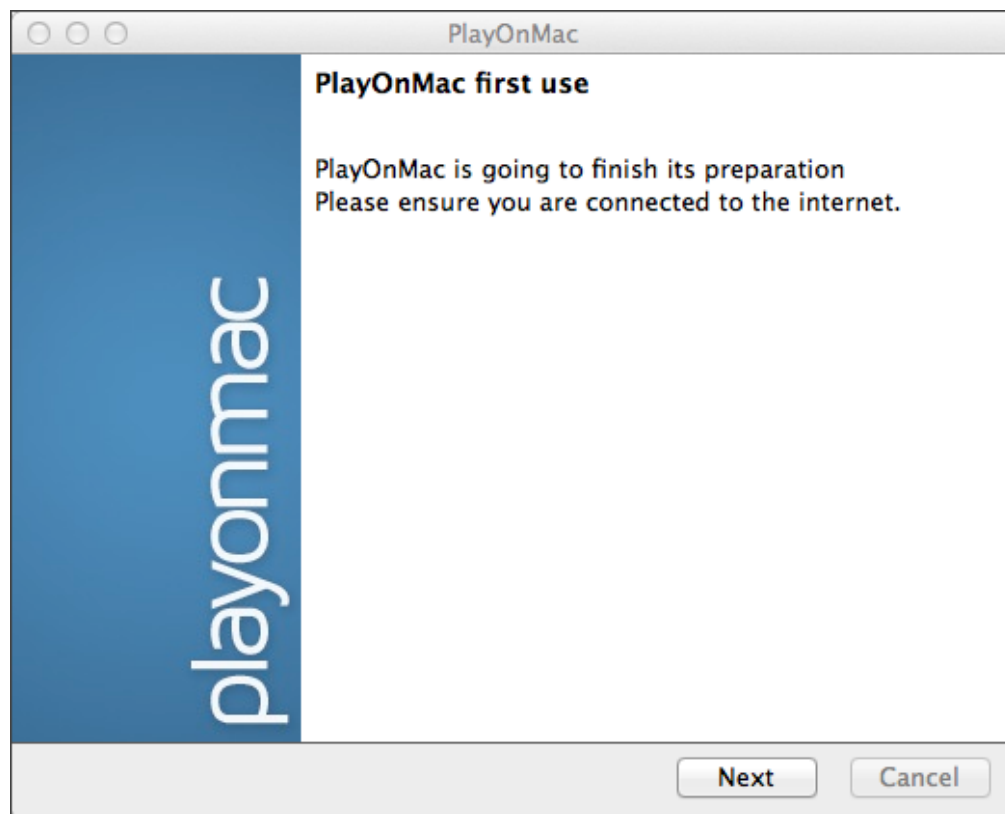 PlayOnMac
PlayOnMac first use
PlayOnMac is going to finish its preparation
Please ensure you are connected to the internet.
playonmac
Next
Cancel